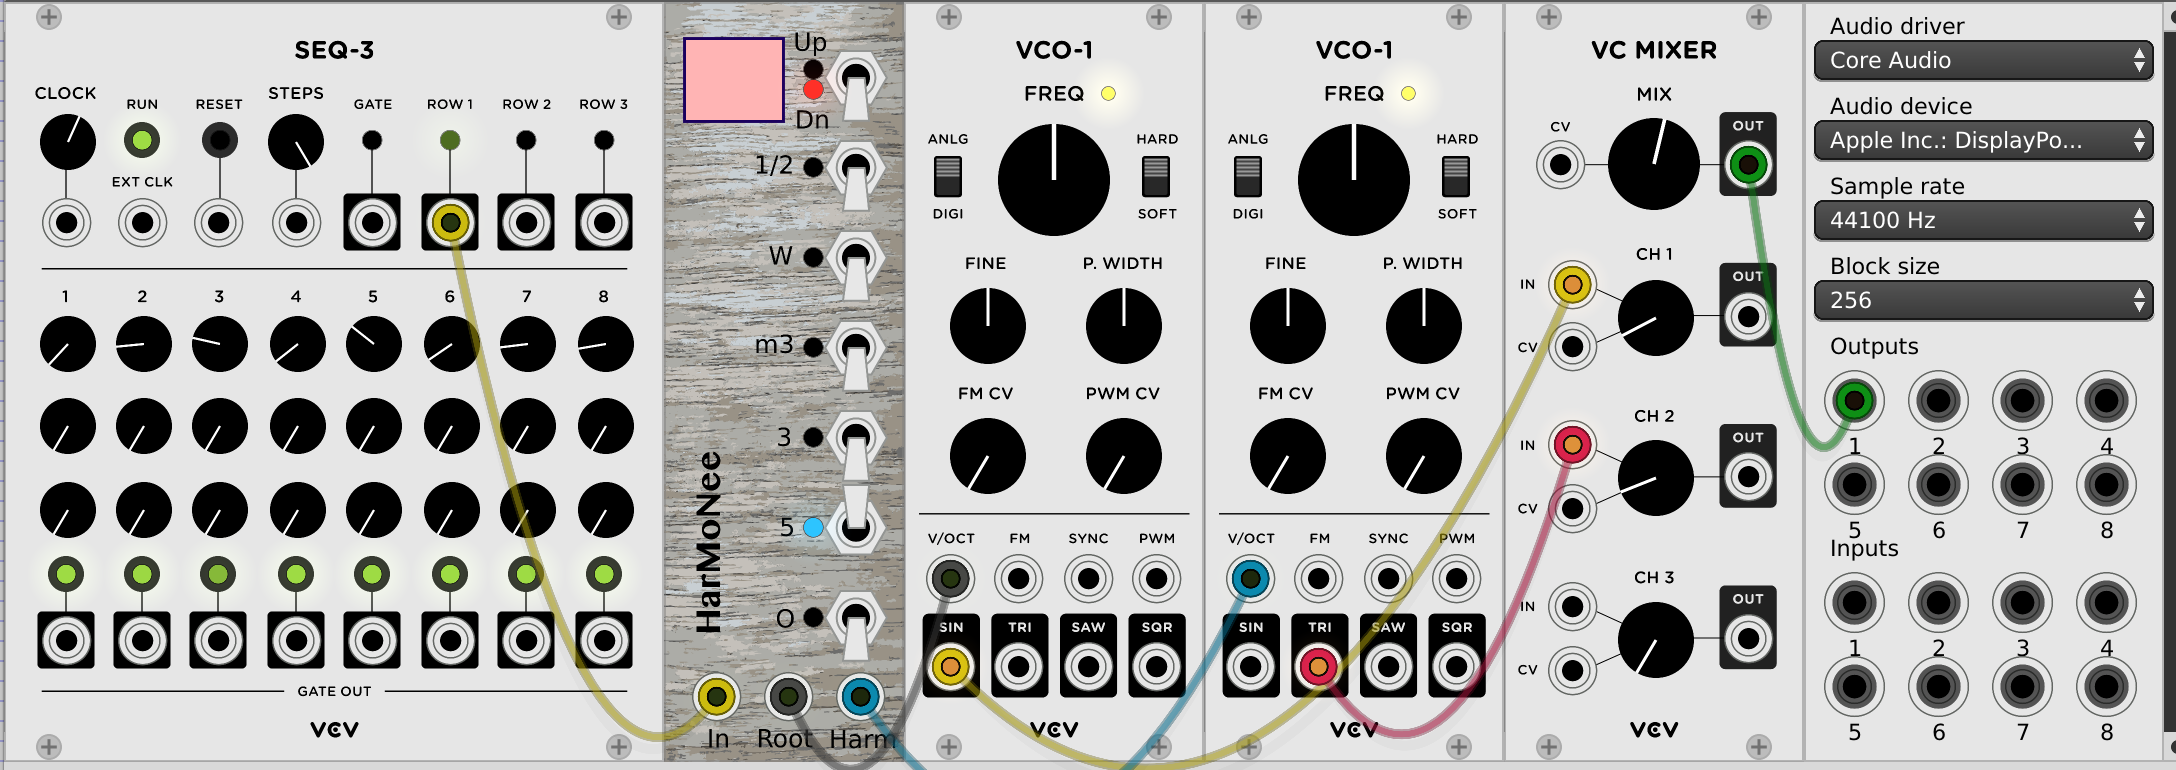 SEQ-3
CLOCK RUN RESET STEPS GATE ROW 1 ROW 2 ROW 3
EXT CLK
1 2 3 4 5 6 7 8
GATE OUT
VCV
Up
Dn
1/2
W
m3
3
5
O
HarMoNee
In Root Harm
VCO-1
FREQ
ANLG HARD
DIGI SOFT
FINE P. WIDTH
FM CV PWM CV
V/OCT FM SYNC PWM
SIN TRI SAW SQR
VCV
VCO-1
FREQ
ANLG HARD
DIGI SOFT
FINE P. WIDTH
FM CV PWM CV
V/OCT FM SYNC PWM
SIN TRI SAW SQR
VCV
VC MIXER
MIX
CV OUT
CH 1
IN OUT
CV
CH 2
IN OUT
CV
CH 3
IN OUT
CV
VCV
Audio driver
Core Audio
Audio device
Apple Inc.: DisplayPo...
Sample rate
44100 Hz
Block size
256
Outputs
1 2 3 4
5 6 7 8
Inputs
1 2 3 4
5 6 7 8